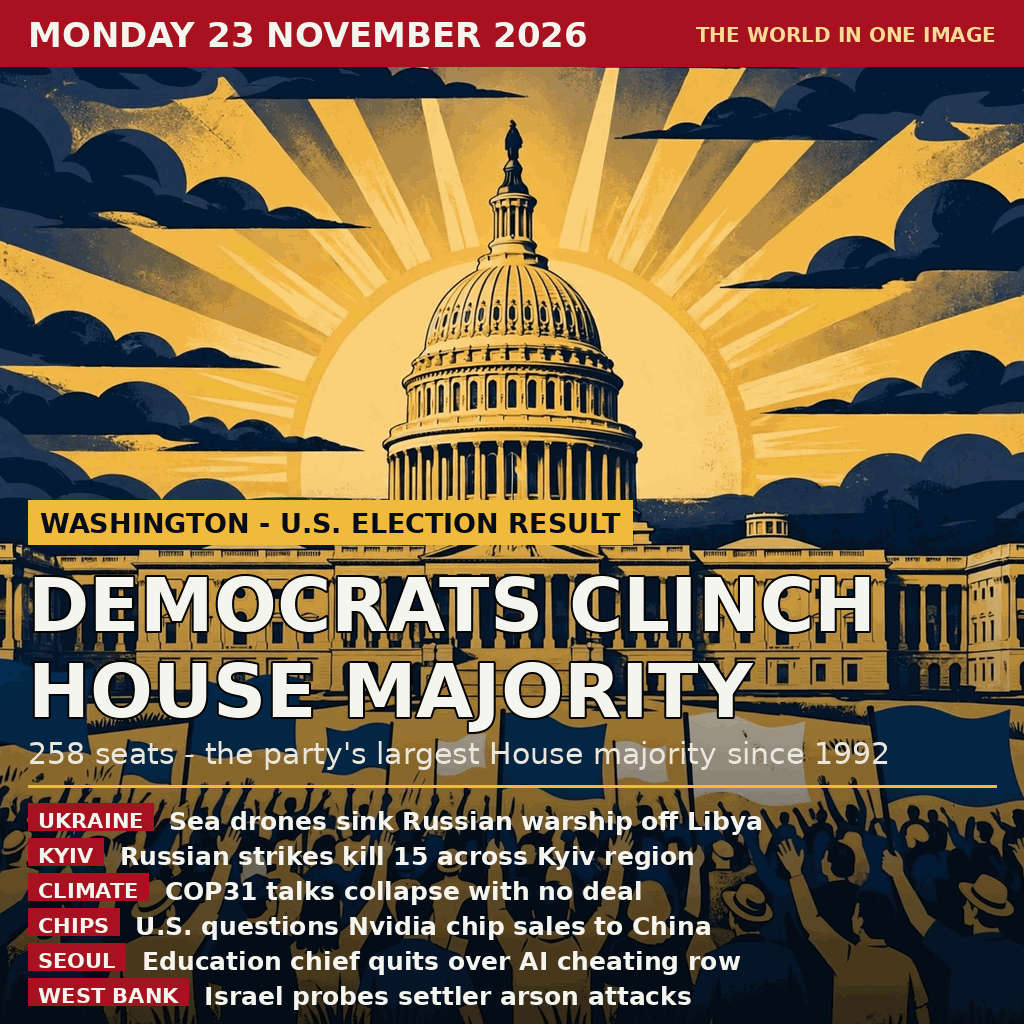 MONDAY 23 NOVEMBER 2026
THE WORLD IN ONE IMAGE
WASHINGTON - U.S. ELECTION RESULT
DEMOCRATS CLINCH
HOUSE MAJORITY
258 seats - the party's largest House majority since 1992
UKRAINE Sea drones sink Russian warship off Libya
KYIV Russian strikes kill 15 across Kyiv region
CLIMATE COP31 talks collapse with no deal
CHIPS U.S. questions Nvidia chip sales to China
SEOUL Education chief quits over AI cheating row
WEST BANK Israel probes settler arson attacks